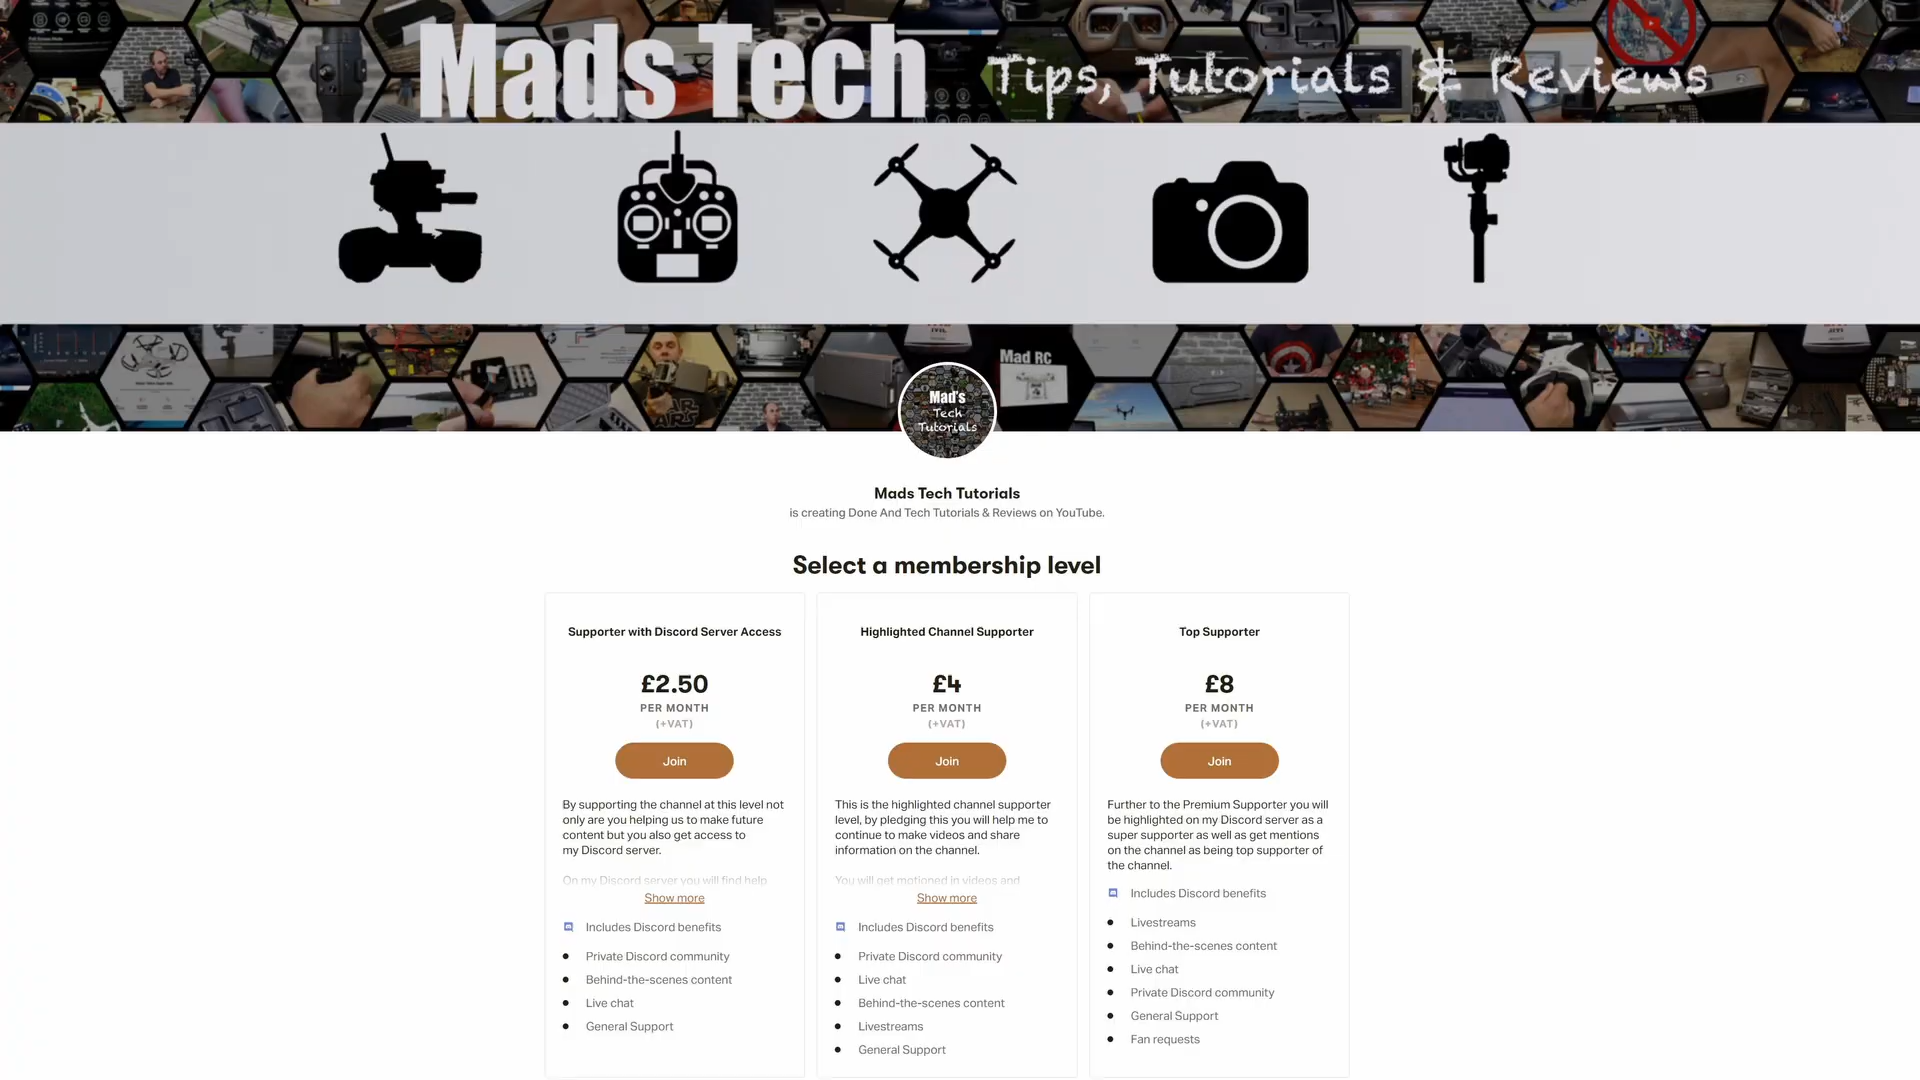 Mads Tech
Tips, Tutorials & Reviews
Mad RC
STAR
WARS
Mad's
Tech
Tutorials
Mads Tech Tutorials
is creating Done And Tech Tutorials & Reviews on YouTube.
Select a membership level
Supporter with Discord Server Access
£2.50
PER MONTH
(+VAT)
Join
By supporting the channel at this level not
only are you helping us to make future
content but you also get access to
my Discord server.
On my Discord server you will find help
Show more
Includes Discord benefits
Private Discord community
Behind-the-scenes content
Live chat
General Support
Highlighted Channel Supporter
£4
PER MONTH
(+VAT)
Join
This is the highlighted channel supporter
level, by pledging this you will help me to
continue to make videos and share
information on the channel.
You will get motioned in videos and
Show more
Includes Discord benefits
Private Discord community
Live chat
Behind-the-scenes content
Livestreams
General Support
Top Supporter
£8
PER MONTH
(+VAT)
Join
Further to the Premium Supporter you will
be highlighted on my Discord server as a
super supporter as well as get mentions
on the channel as being top supporter of
the channel.
Includes Discord benefits
Livestreams
Behind-the-scenes content
Live chat
Private Discord community
General Support
Fan requests